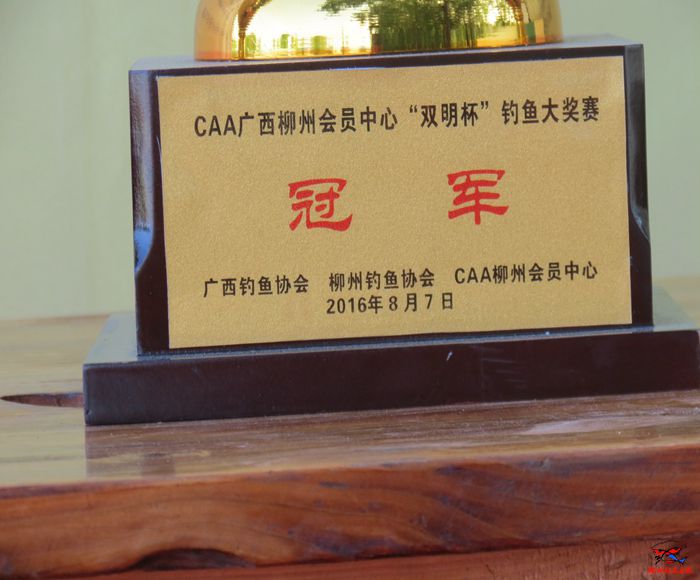 CAA广西柳州会员中心“双明杯”钓鱼大奖赛
冠 军
广西钓鱼协会 柳州钓鱼协会 CAA柳州会员中心
2016年8月7日